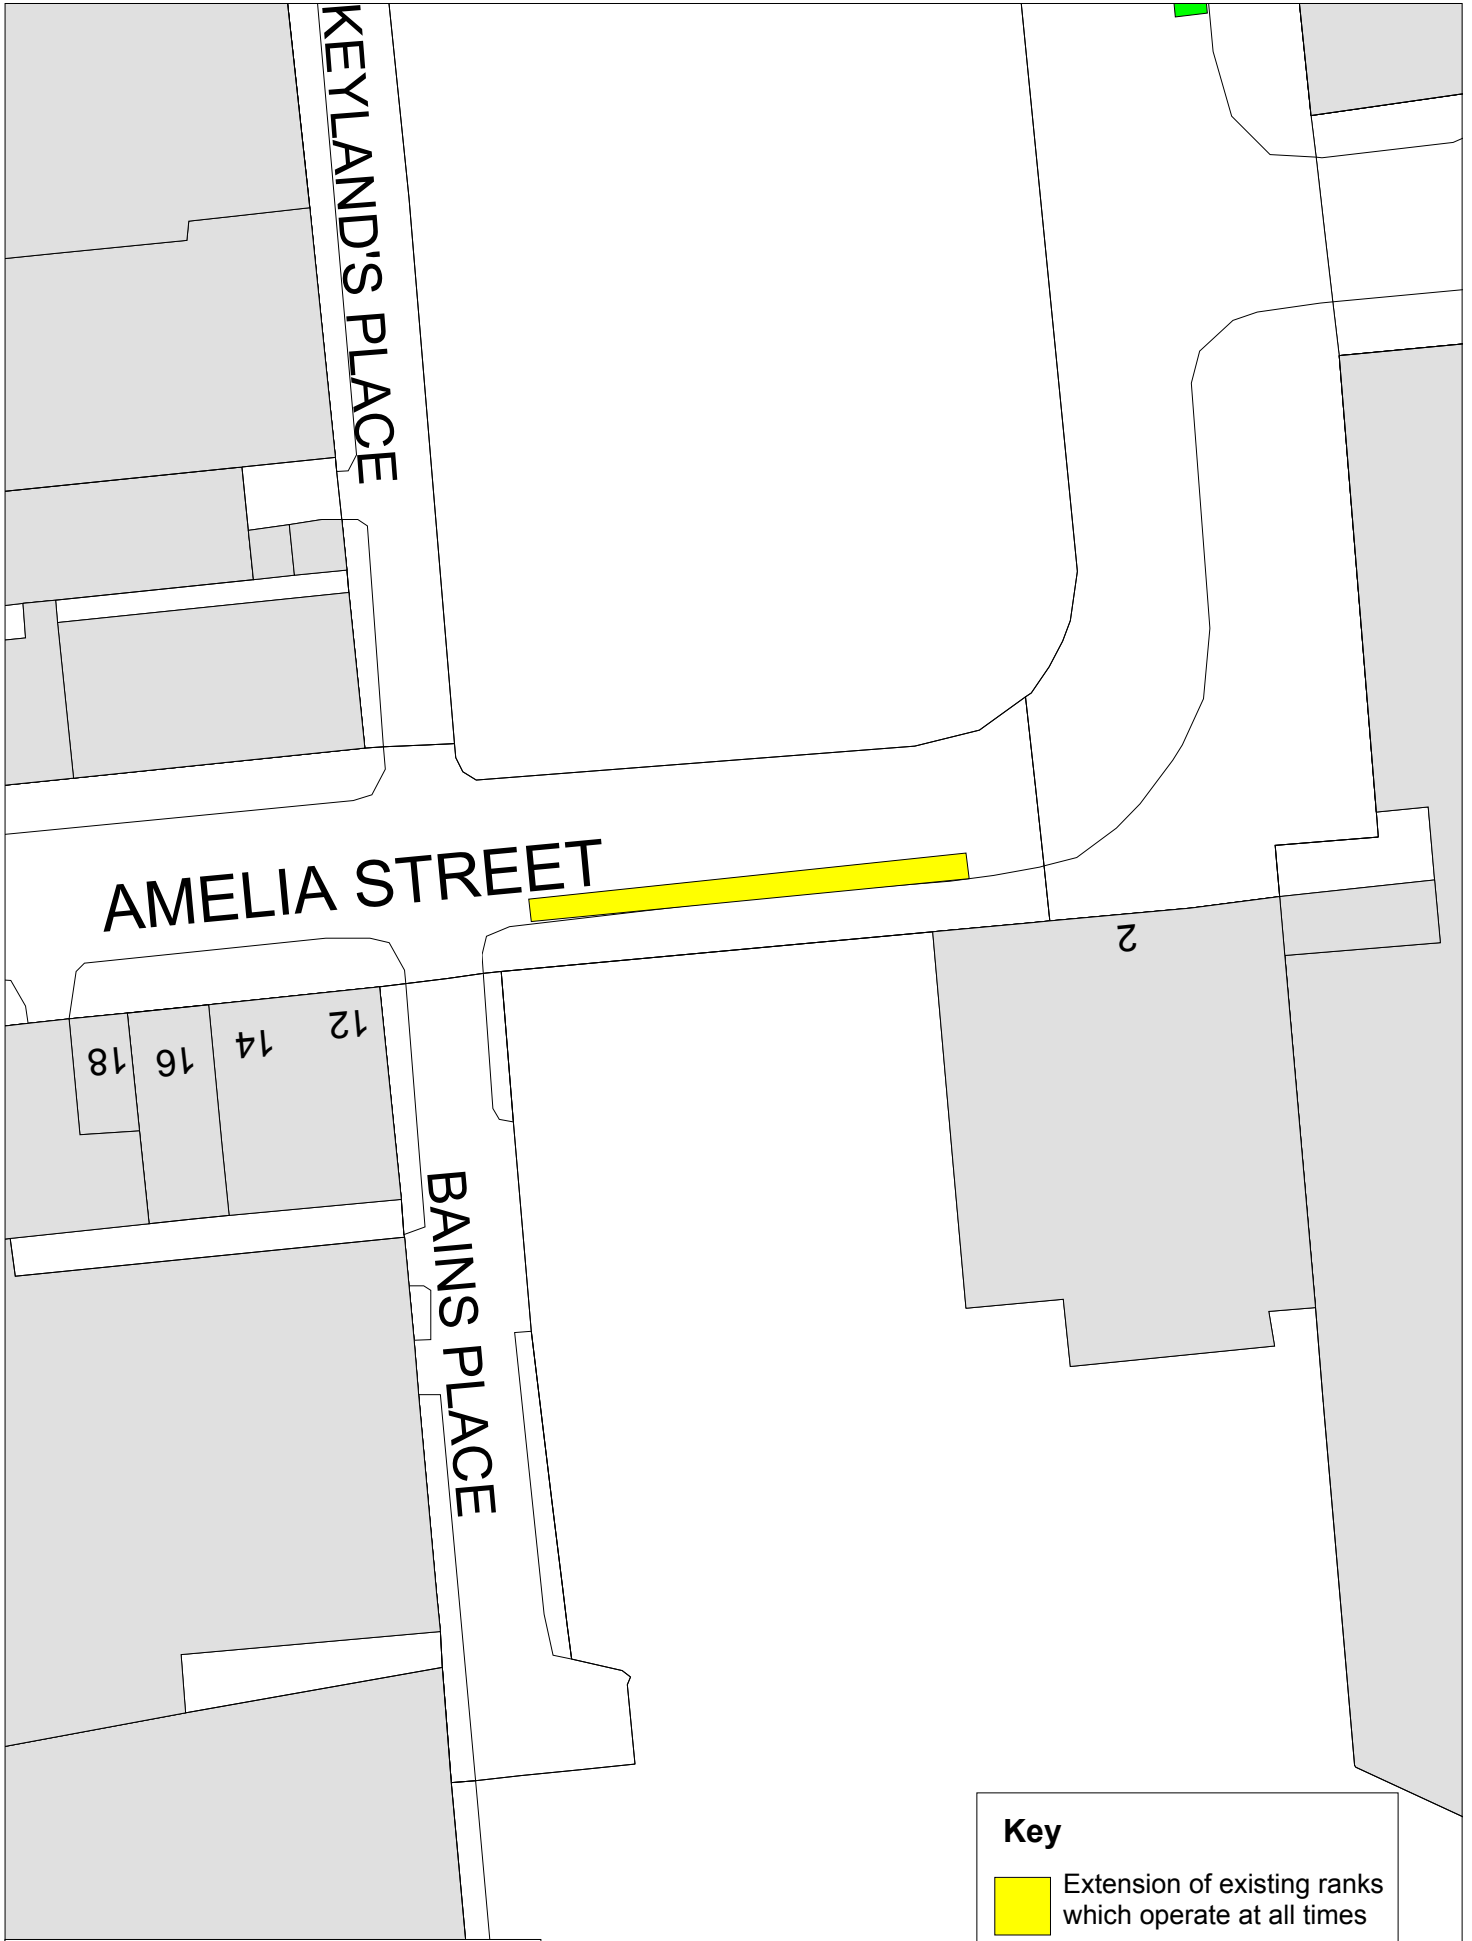 KEYLAND'S PLACE
AMELIA STREET
2
18
16
14
12
BAINS PLACE
Key
Extension of existing ranks
which operate at all times